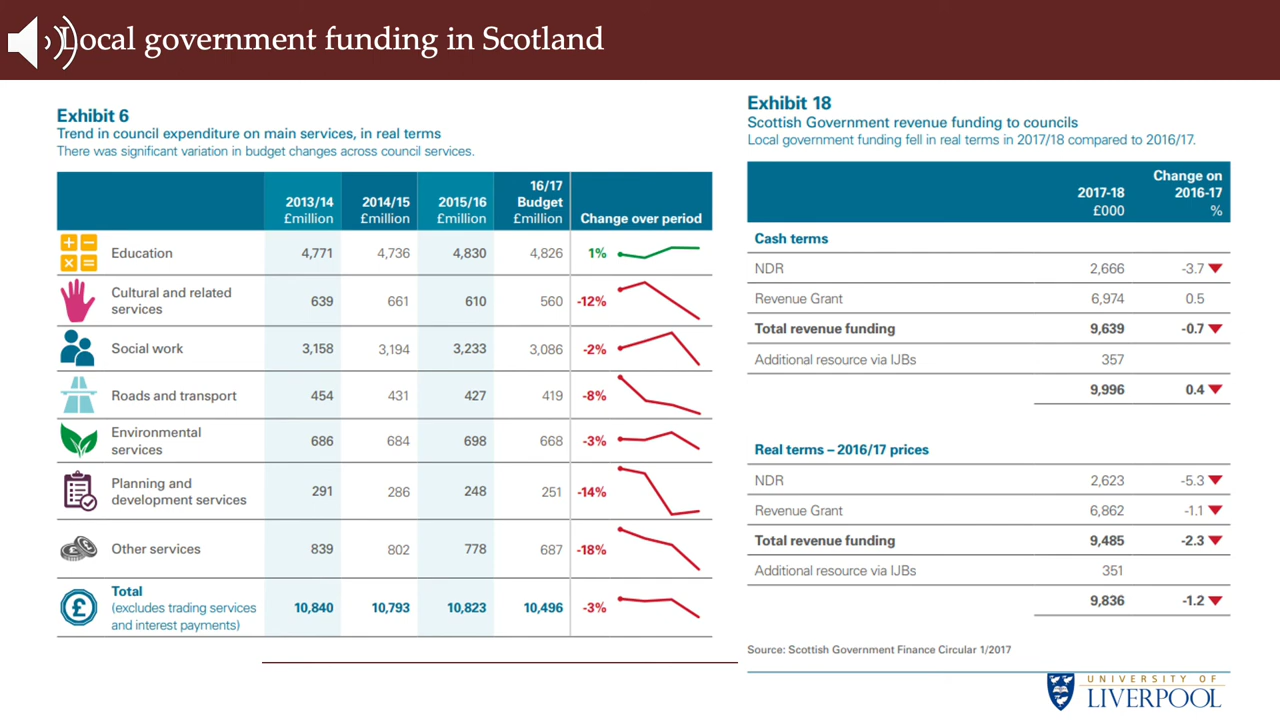 Local government funding in Scotland
Exhibit 6
Trend in council expenditure on main services, in real terms
There was significant variation in budget changes across council services.
2013/14 £million 2014/15 £million 2015/16 £million 16/17 Budget £million Change over period
Education 4,771 4,736 4,830 4,826 1%
Cultural and related services 639 661 610 560 -12%
Social work 3,158 3,194 3,233 3,086 -2%
Roads and transport 454 431 427 419 -8%
Environmental services 686 684 698 668 -3%
Planning and development services 291 286 248 251 -14%
Other services 839 802 778 687 -18%
Total (excludes trading services and interest payments) 10,840 10,793 10,823 10,496 -3%
Exhibit 18
Scottish Government revenue funding to councils
Local government funding fell in real terms in 2017/18 compared to 2016/17.
2017-18 £000 Change on 2016-17 %
Cash terms
NDR 2,666 -3.7
Revenue Grant 6,974 0.5
Total revenue funding 9,639 -0.7
Additional resource via IJBs 357
9,996 0.4
Real terms – 2016/17 prices
NDR 2,623 -5.3
Revenue Grant 6,862 -1.1
Total revenue funding 9,485 -2.3
Additional resource via IJBs 351
9,836 -1.2
Source: Scottish Government Finance Circular 1/2017
UNIVERSITY OF
LIVERPOOL